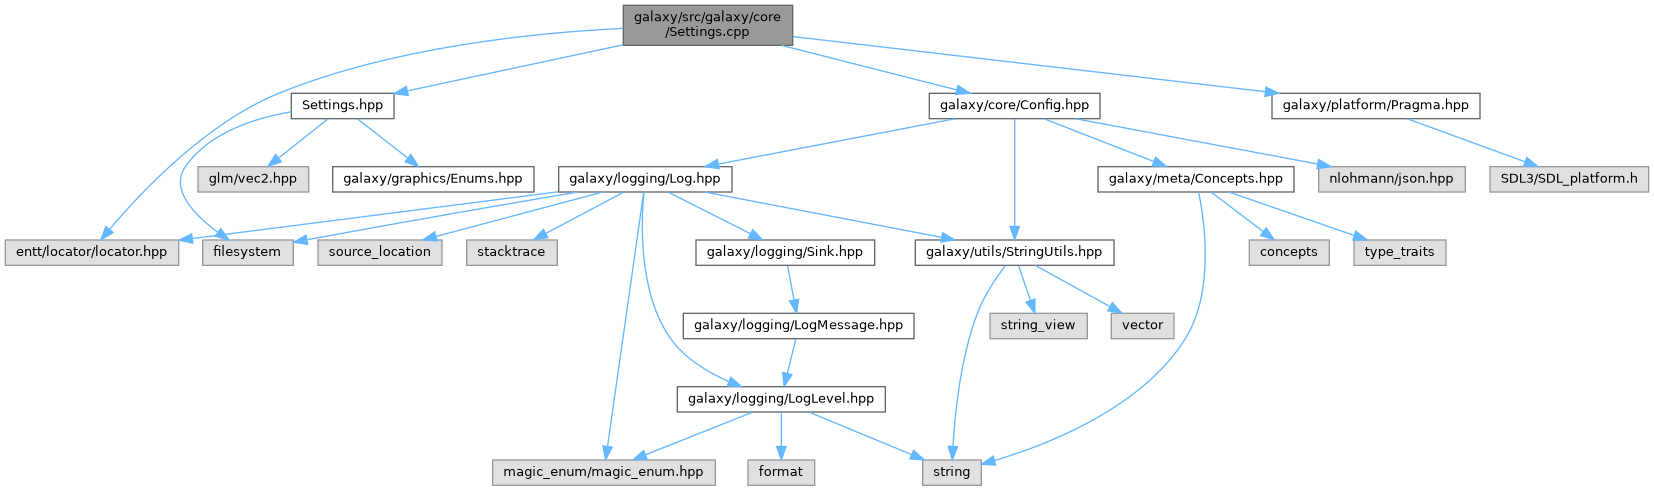 galaxy/src/galaxy/core
/Settings.cpp
Settings.hpp
galaxy/core/Config.hpp
galaxy/platform/Pragma.hpp
glm/vec2.hpp
galaxy/graphics/Enums.hpp
galaxy/logging/Log.hpp
galaxy/meta/Concepts.hpp
nlohmann/json.hpp
SDL3/SDL_platform.h
entt/locator/locator.hpp
filesystem
source_location
stacktrace
galaxy/logging/Sink.hpp
galaxy/utils/StringUtils.hpp
concepts
type_traits
galaxy/logging/LogMessage.hpp
string_view
vector
galaxy/logging/LogLevel.hpp
magic_enum/magic_enum.hpp
format
string